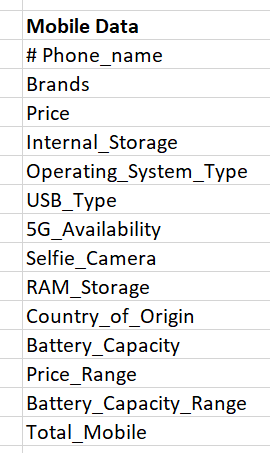 Mobile Data
# Phone_name
Brands
Price
Internal_Storage
Operating_System_Type
USB_Type
5G_Availability
Selfie_Camera
RAM_Storage
Country_of_Origin
Battery_Capacity
Price_Range
Battery_Capacity_Range
Total_Mobile